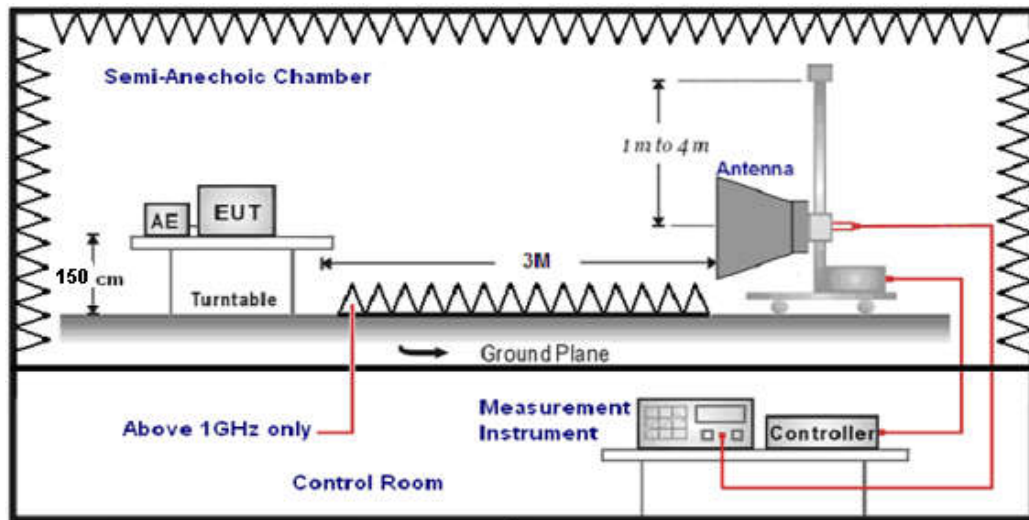 Semi-Anechoic Chamber
1 m to 4 m
Antenna
AE
EUT
150 cm
3M
Turntable
Ground Plane
Above 1GHz only
Measurement
Instrument
Controller
Control Room